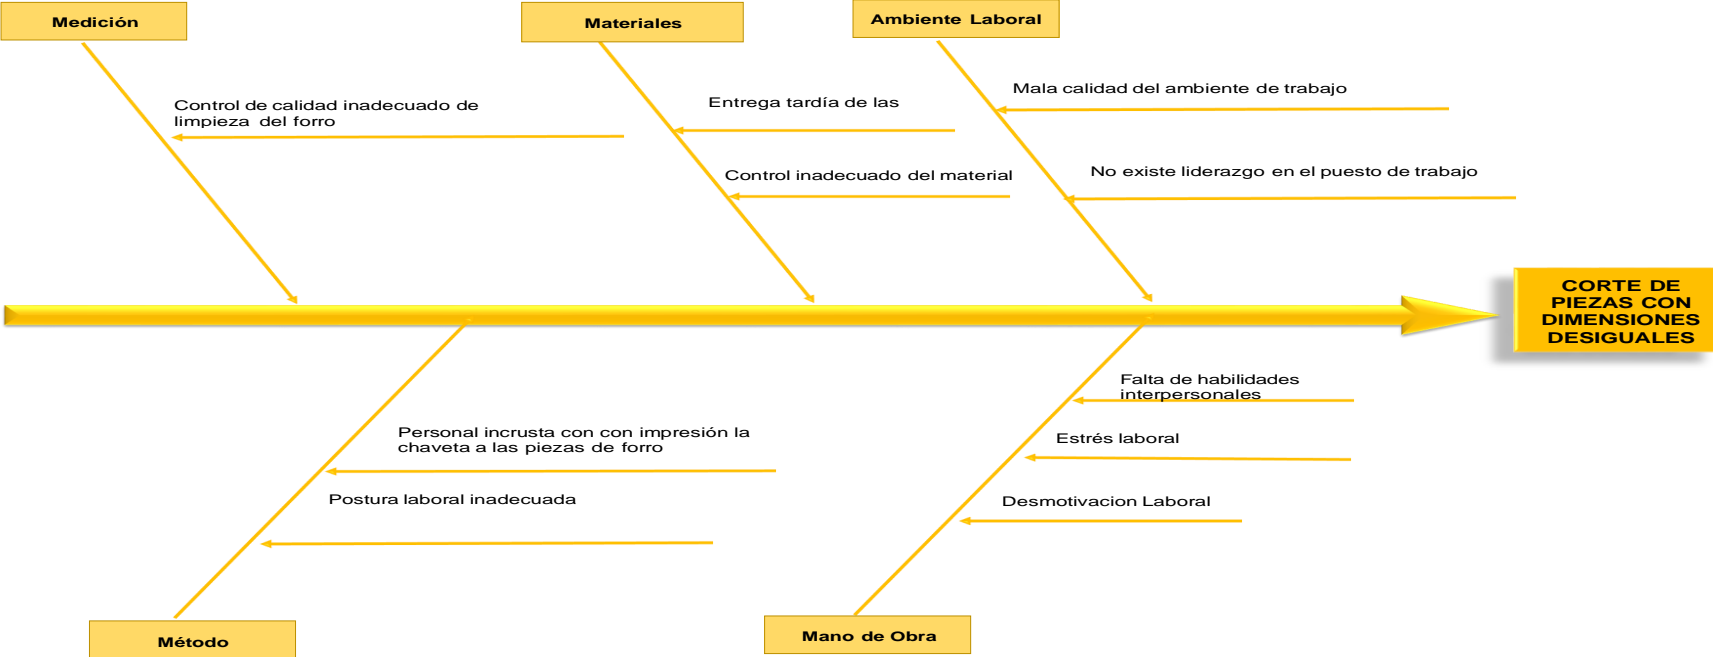 Medición
Materiales
Ambiente Laboral
Control de calidad inadecuado de
limpieza del forro
Entrega tardía de las
Control inadecuado del material
Mala calidad del ambiente de trabajo
No existe liderazgo en el puesto de trabajo
CORTE DE
PIEZAS CON
DIMENSIONES
DESIGUALES
Personal incrusta con con impresión la
chaveta a las piezas de forro
Postura laboral inadecuada
Falta de habilidades
interpersonales
Estrés laboral
Desmotivacion Laboral
Método
Mano de Obra